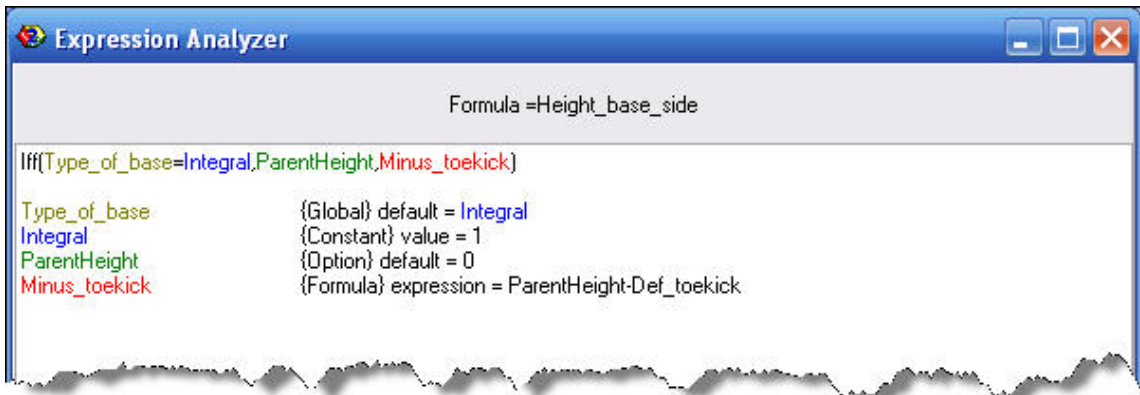 Expression Analyzer
Formula =Height_base_side
Iff(Type_of_base=Integral,ParentHeight,Minus_toekick)
Type_of_base {Global} default = Integral
Integral {Constant} value = 1
ParentHeight {Option} default = 0
Minus_toekick {Formula} expression = ParentHeight-Def_toekick